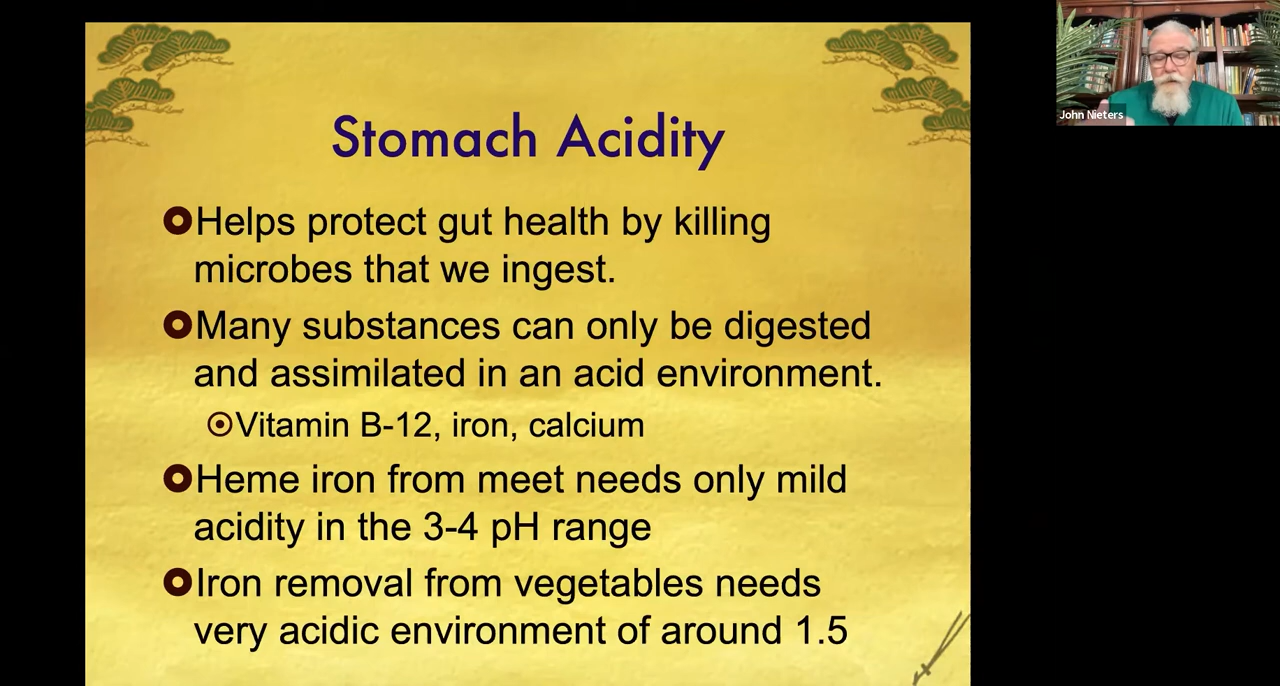 Stomach Acidity
Helps protect gut health by killing
microbes that we ingest.
Many substances can only be digested
and assimilated in an acid environment.
Vitamin B-12, iron, calcium
Heme iron from meet needs only mild
acidity in the 3-4 pH range
Iron removal from vegetables needs
very acidic environment of around 1.5
John Nieters